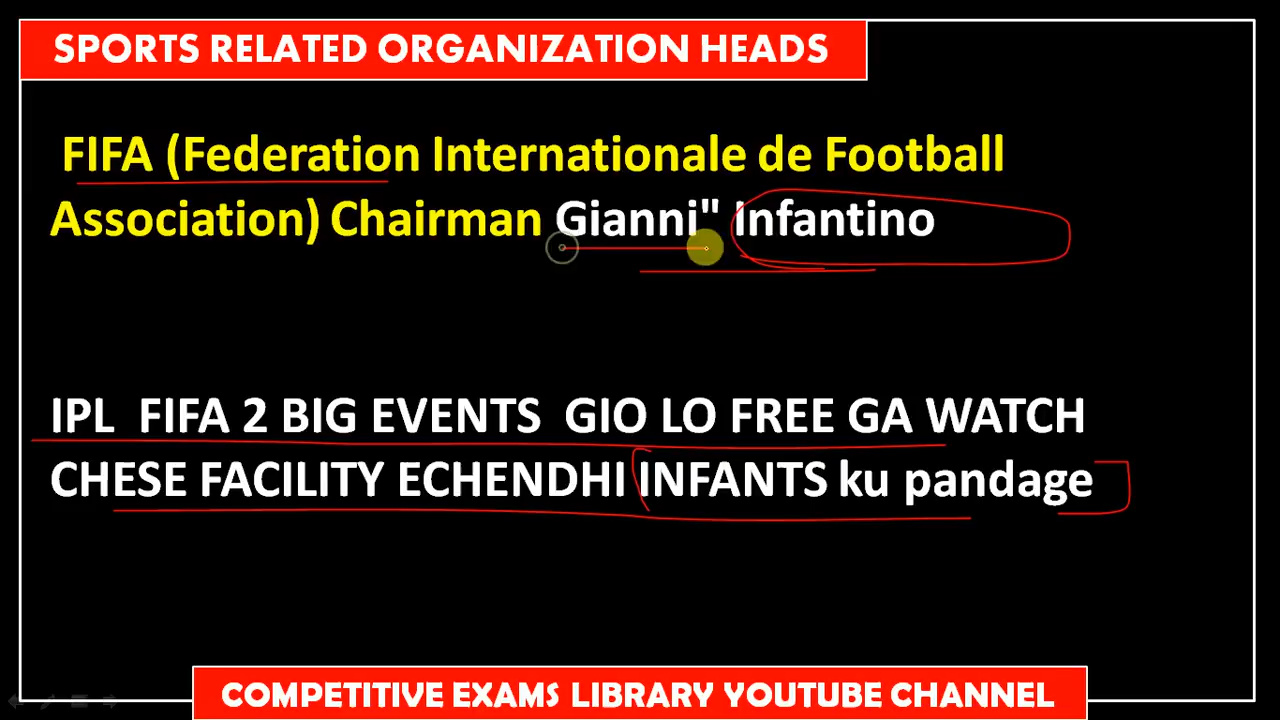 SPORTS RELATED ORGANIZATION HEADS
FIFA (Federation Internationale de Football
Association) Chairman Gianni" Infantino
IPL FIFA 2 BIG EVENTS GIO LO FREE GA WATCH
CHESE FACILITY ECHENDHI INFANTS ku pandage
COMPETITIVE EXAMS LIBRARY YOUTUBE CHANNEL